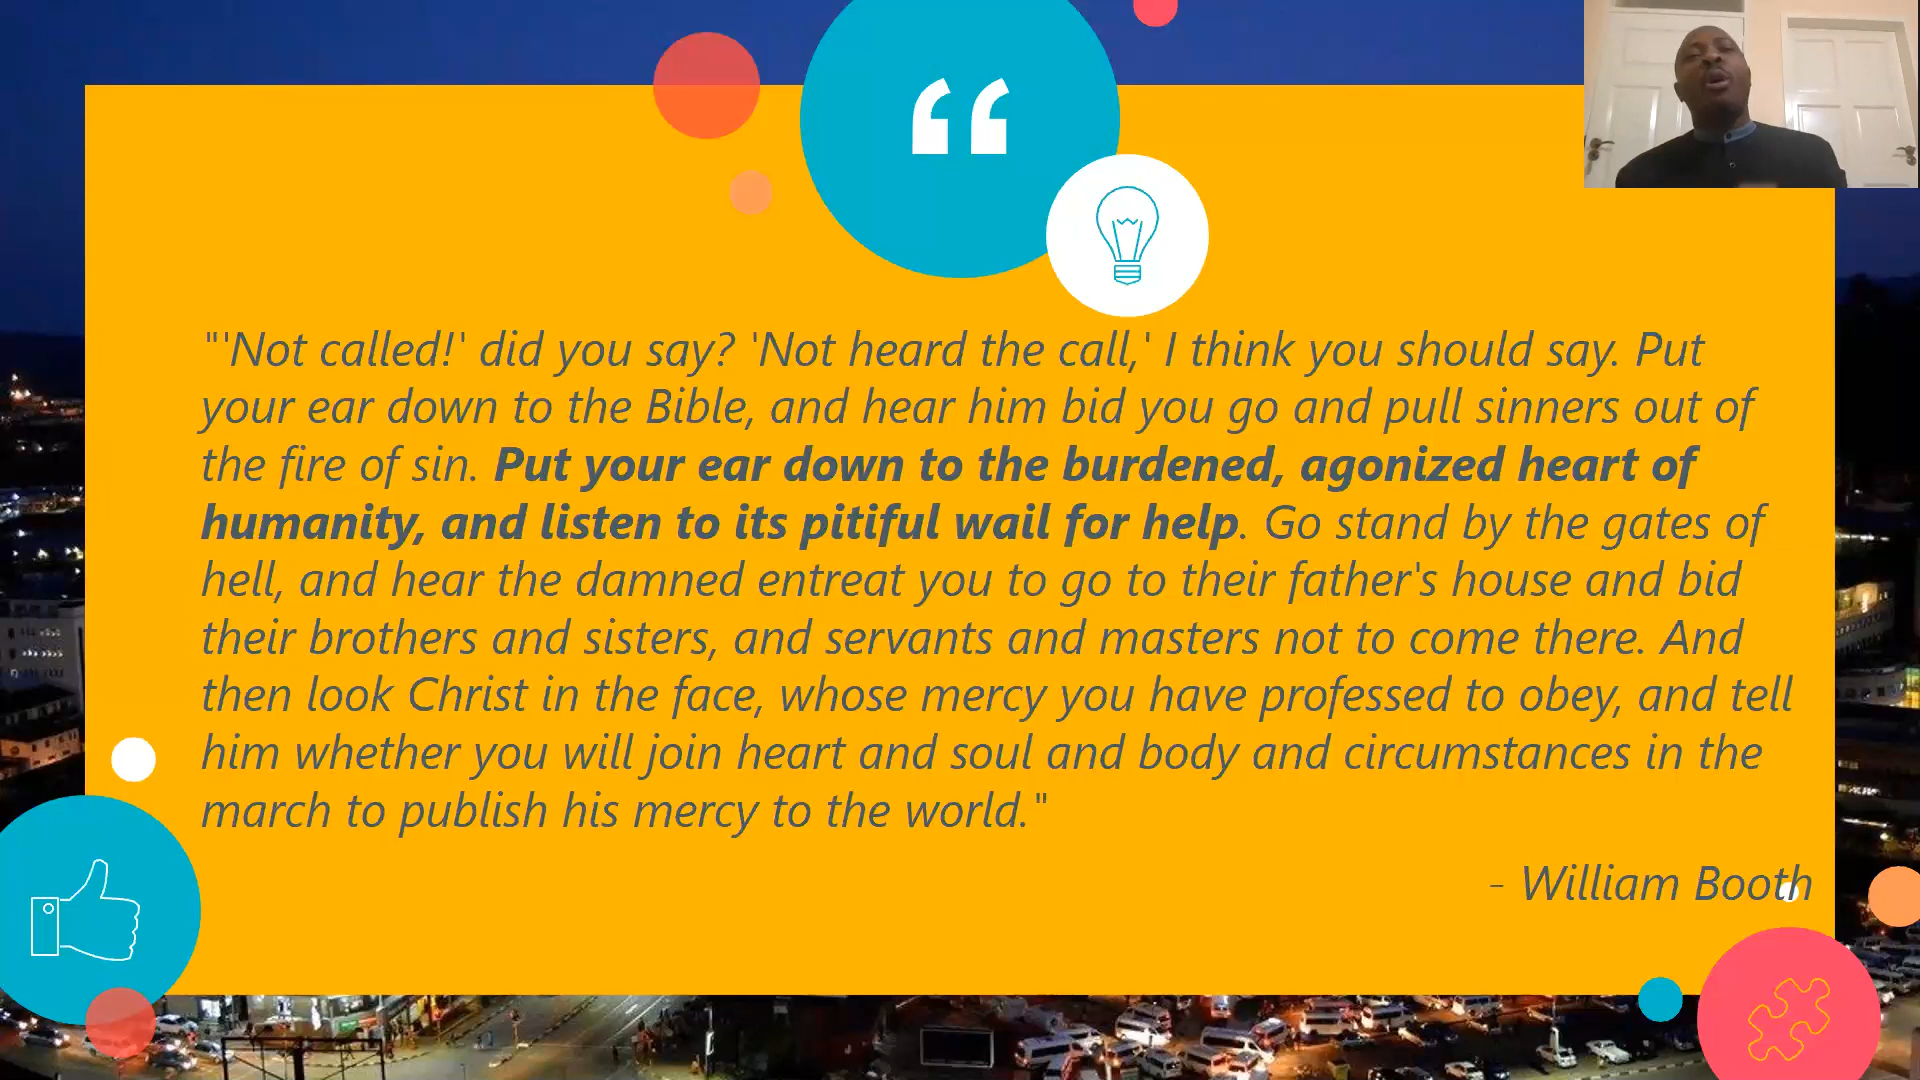 "'Not called!' did you say? 'Not heard the call,' I think you should say. Put
your ear down to the Bible, and hear him bid you go and pull sinners out of
the fire of sin. Put your ear down to the burdened, agonized heart of
humanity, and listen to its pitiful wail for help. Go stand by the gates of
hell, and hear the damned entreat you to go to their father's house and bid
their brothers and sisters, and servants and masters not to come there. And
then look Christ in the face, whose mercy you have professed to obey, and tell
him whether you will join heart and soul and body and circumstances in the
march to publish his mercy to the world."
- William Booth